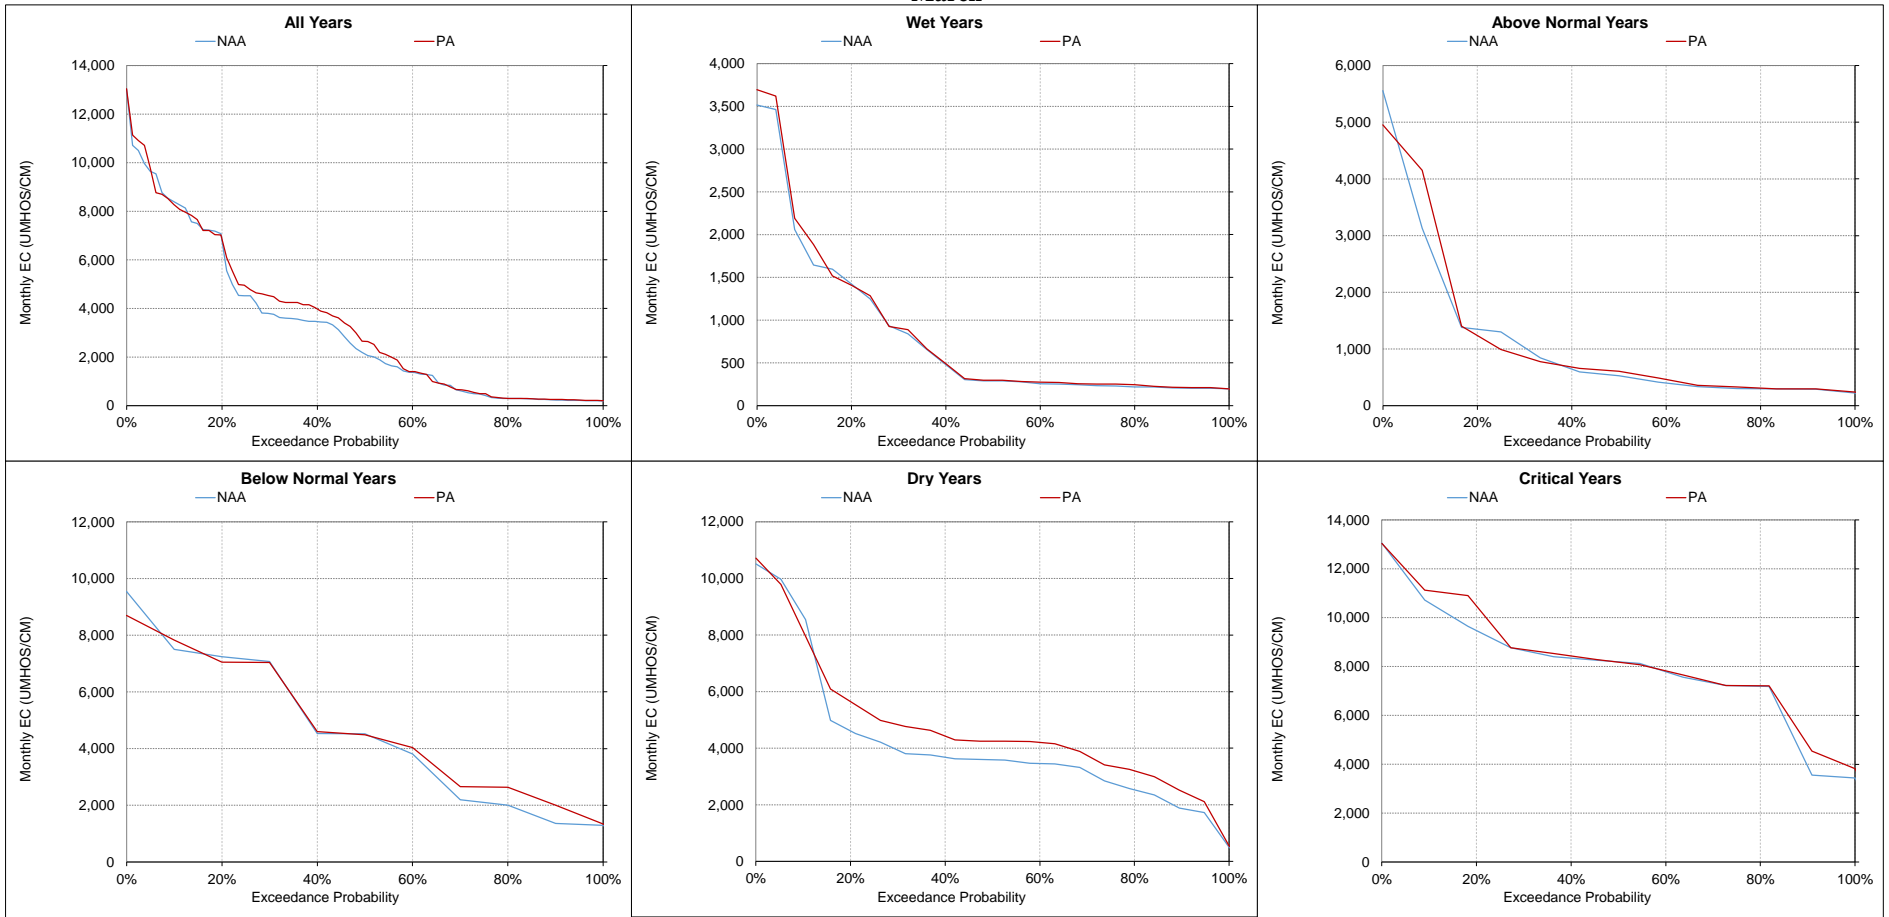 All Years
NAA PA
14,000
12,000
10,000
8,000
6,000
4,000
2,000
0
Monthly EC (UMHOS/CM)
0% 20% 40% 60% 80% 100%
Exceedance Probability
Wet Years
NAA PA
4,000
3,500
3,000
2,500
2,000
1,500
1,000
500
0
Monthly EC (UMHOS/CM)
0% 20% 40% 60% 80% 100%
Exceedance Probability
Above Normal Years
NAA PA
6,000
5,000
4,000
3,000
2,000
1,000
0
Monthly EC (UMHOS/CM)
0% 20% 40% 60% 80% 100%
Exceedance Probability
Below Normal Years
NAA PA
12,000
10,000
8,000
6,000
4,000
2,000
0
Monthly EC (UMHOS/CM)
0% 20% 40% 60% 80% 100%
Exceedance Probability
Dry Years
NAA PA
12,000
10,000
8,000
6,000
4,000
2,000
0
Monthly EC (UMHOS/CM)
0% 20% 40% 60% 80% 100%
Exceedance Probability
Critical Years
NAA PA
14,000
12,000
10,000
8,000
6,000
4,000
2,000
0
Monthly EC (UMHOS/CM)
0% 20% 40% 60% 80% 100%
Exceedance Probability